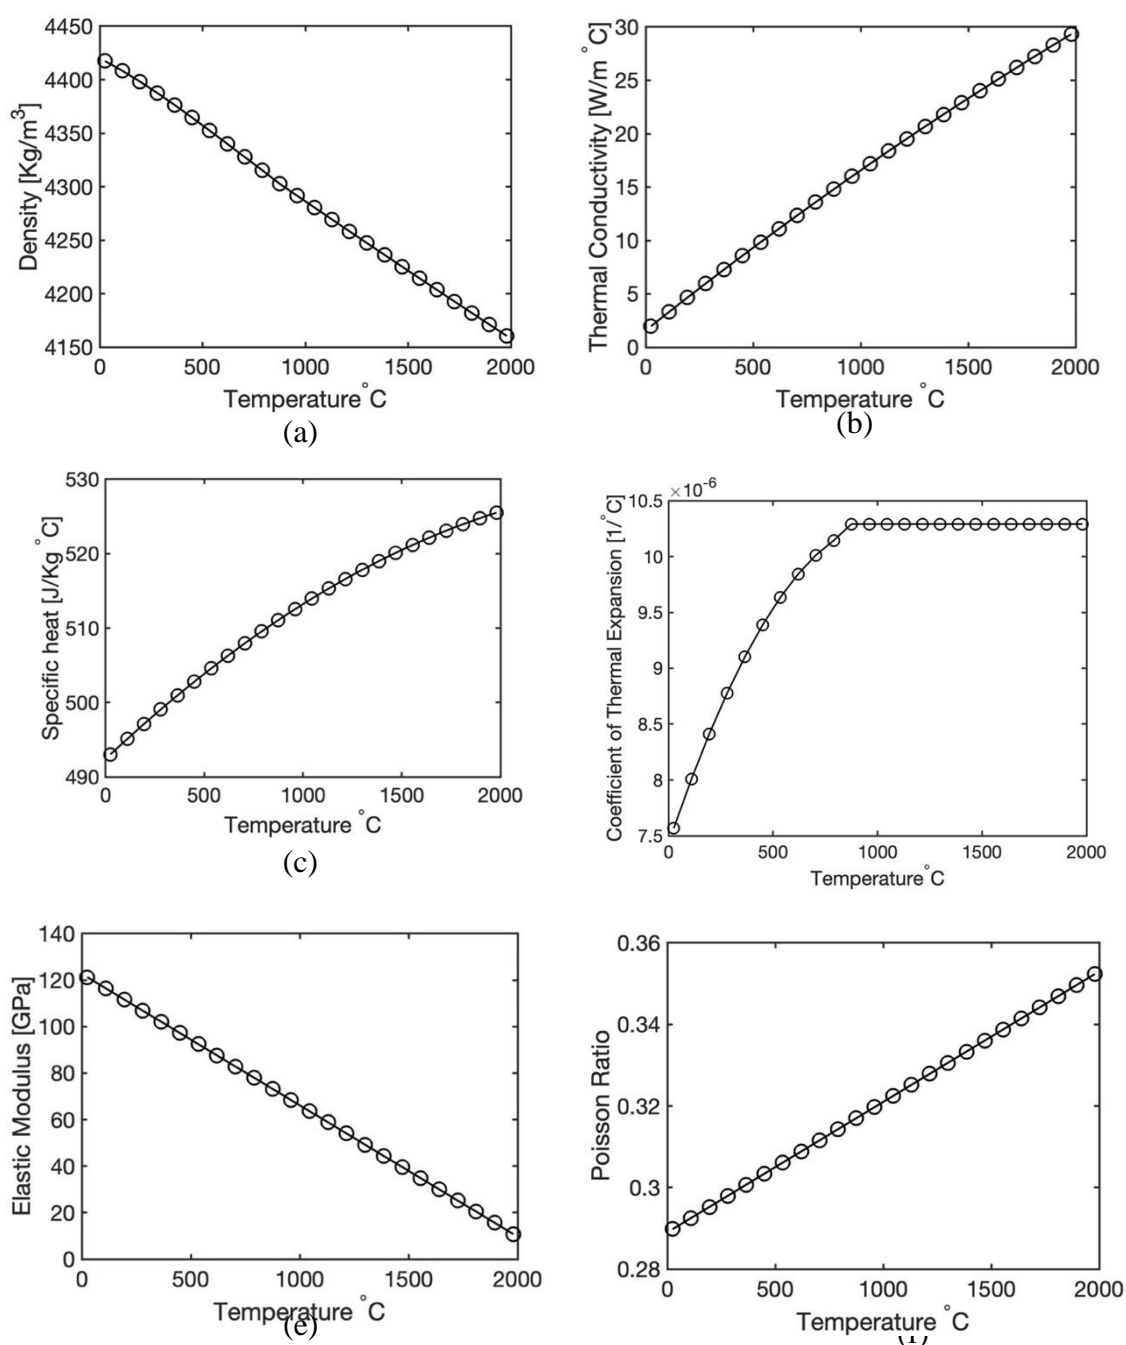 4450
4400
4350
4300
4250
4200
4150
Density [Kg/m³]
0 500 1000 1500 2000
Temperature °C
(a)
30
25
20
15
10
5
0
Thermal Conductivity [W/m °C]
0 500 1000 1500 2000
Temperature °C
(b)
530
520
510
500
490
Specific heat [J/Kg °C]
0 500 1000 1500 2000
Temperature °C
(c)
×10⁻⁶
10.5
10
9.5
9
8.5
8
7.5
Coefficient of Thermal Expansion [1/°C]
0 500 1000 1500 2000
Temperature°C
140
120
100
80
60
40
20
0
Elastic Modulus [GPa]
0 500 1000 1500 2000
Temperature °C
(e)
0.36
0.34
0.32
0.3
0.28
Poisson Ratio
0 500 1000 1500 2000
Temperature °C